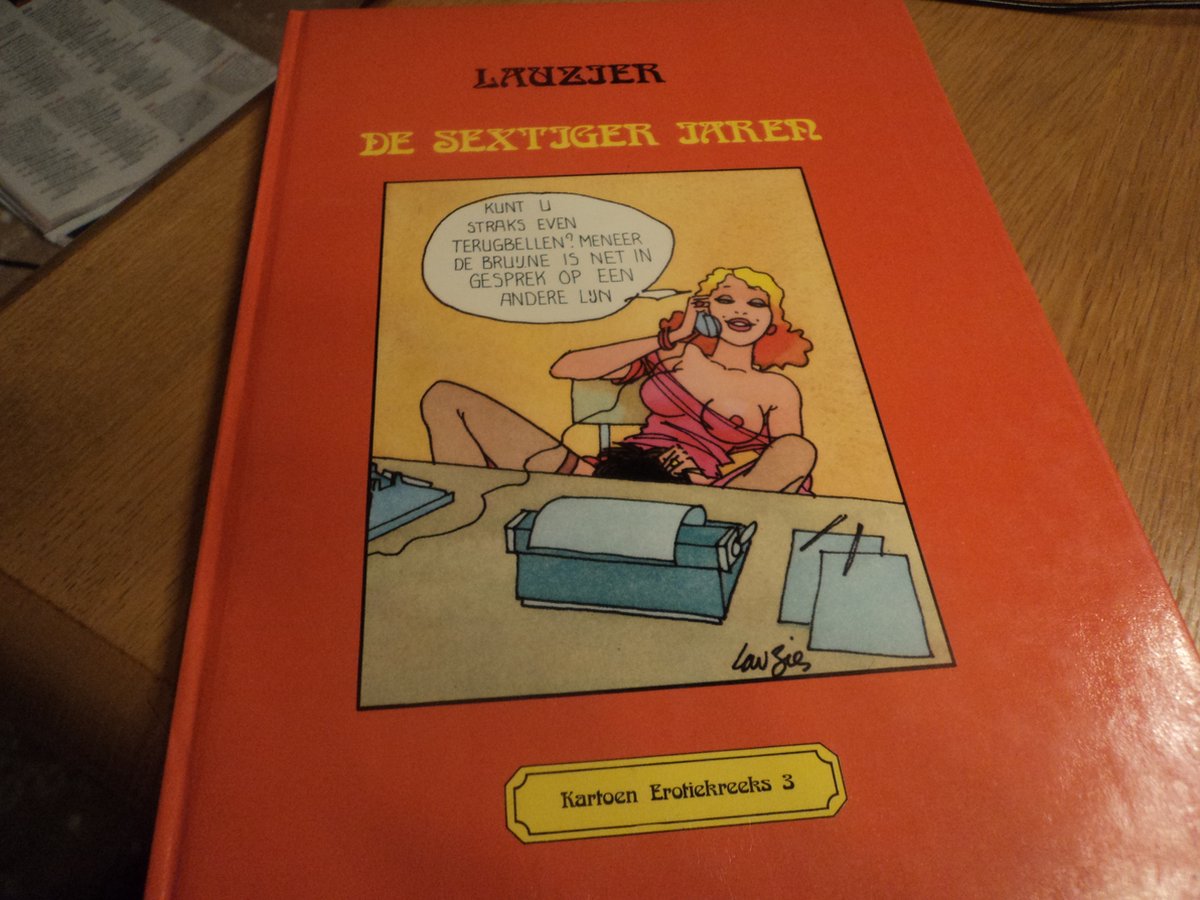 LAUZIER
DE SEXTIGER JAREN
KUNT U
STRAKS EVEN
TERUGBELLEN? MENEER
DE BRUIJNE IS NET IN
GESPREK OP EEN
ANDERE LIJN
Lauzier
Kartoen Erotiekreeks 3